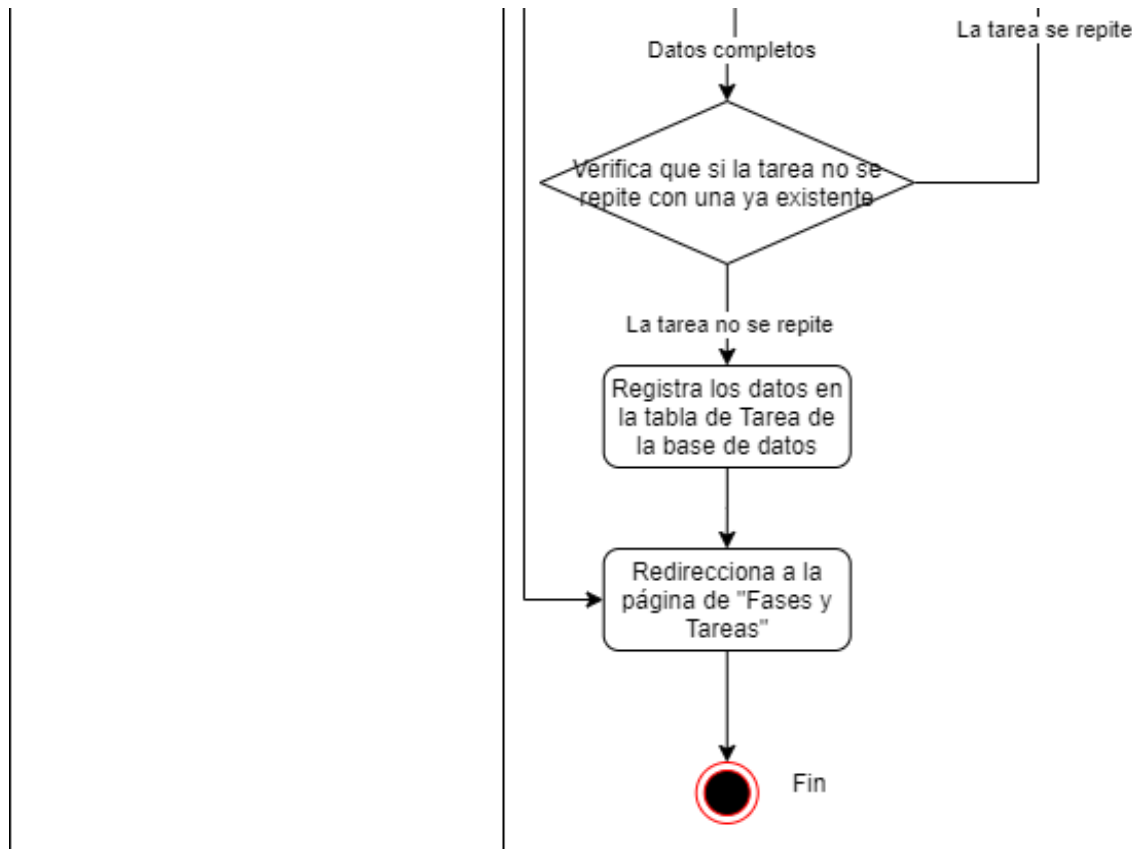 La tarea se repite
Datos completos
Verifica que si la tarea no se
repite con una ya existente
La tarea no se repite
Registra los datos en
la tabla de Tarea de
la base de datos
Redirecciona a la
página de "Fases y
Tareas"
Fin